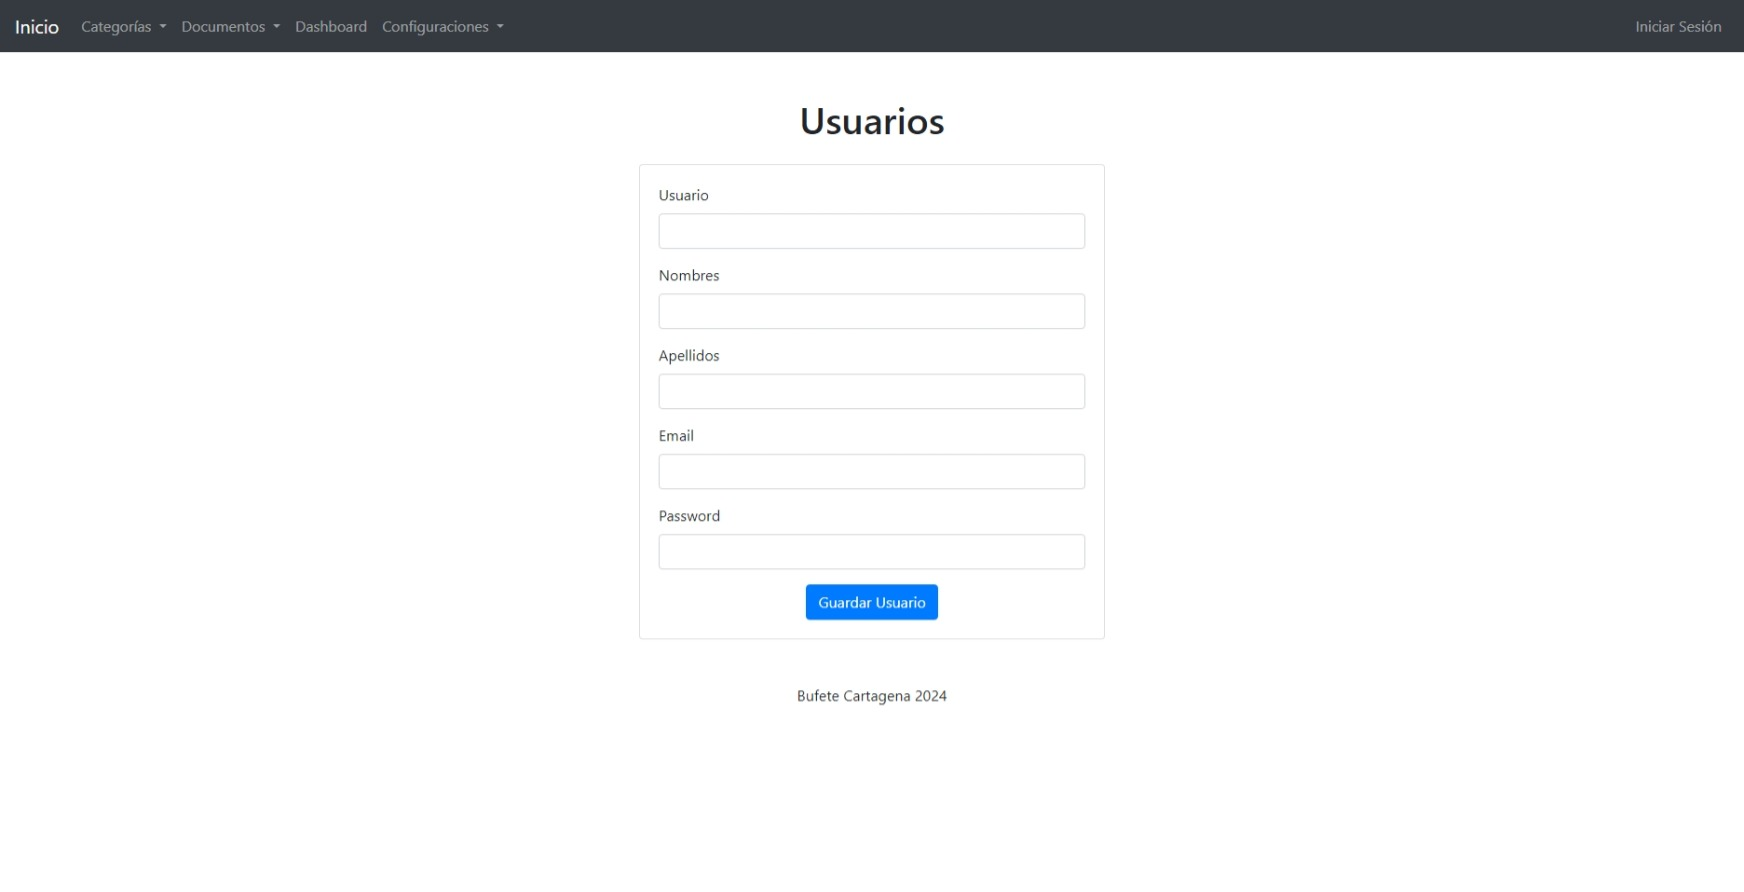 Inicio Categorías Documentos Dashboard Configuraciones Iniciar Sesión
Usuarios
Usuario
Nombres
Apellidos
Email
Password
Guardar Usuario
Bufete Cartagena 2024